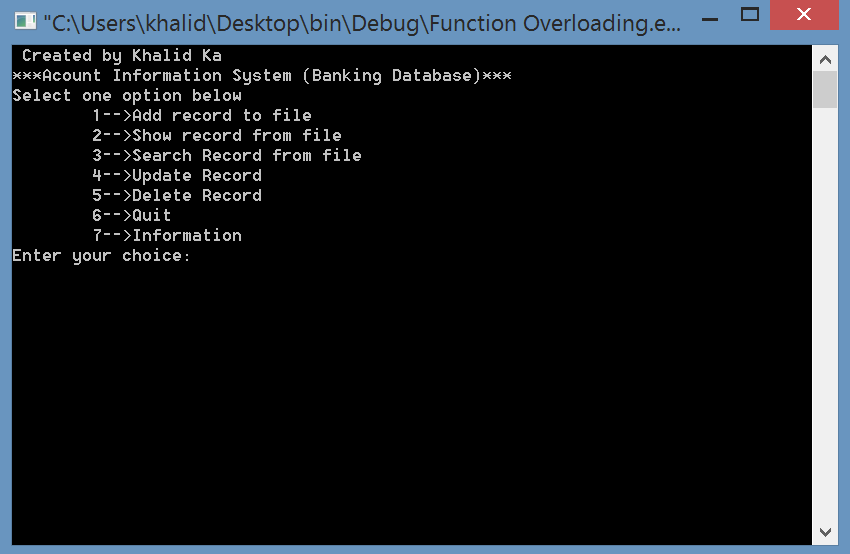 "C:\Users\khalid\Desktop\bin\Debug\Function Overloading.e...
Created by Khalid Ka
***Acount Information System (Banking Database)***
Select one option below
1-->Add record to file
2-->Show record from file
3-->Search Record from file
4-->Update Record
5-->Delete Record
6-->Quit
7-->Information
Enter your choice: